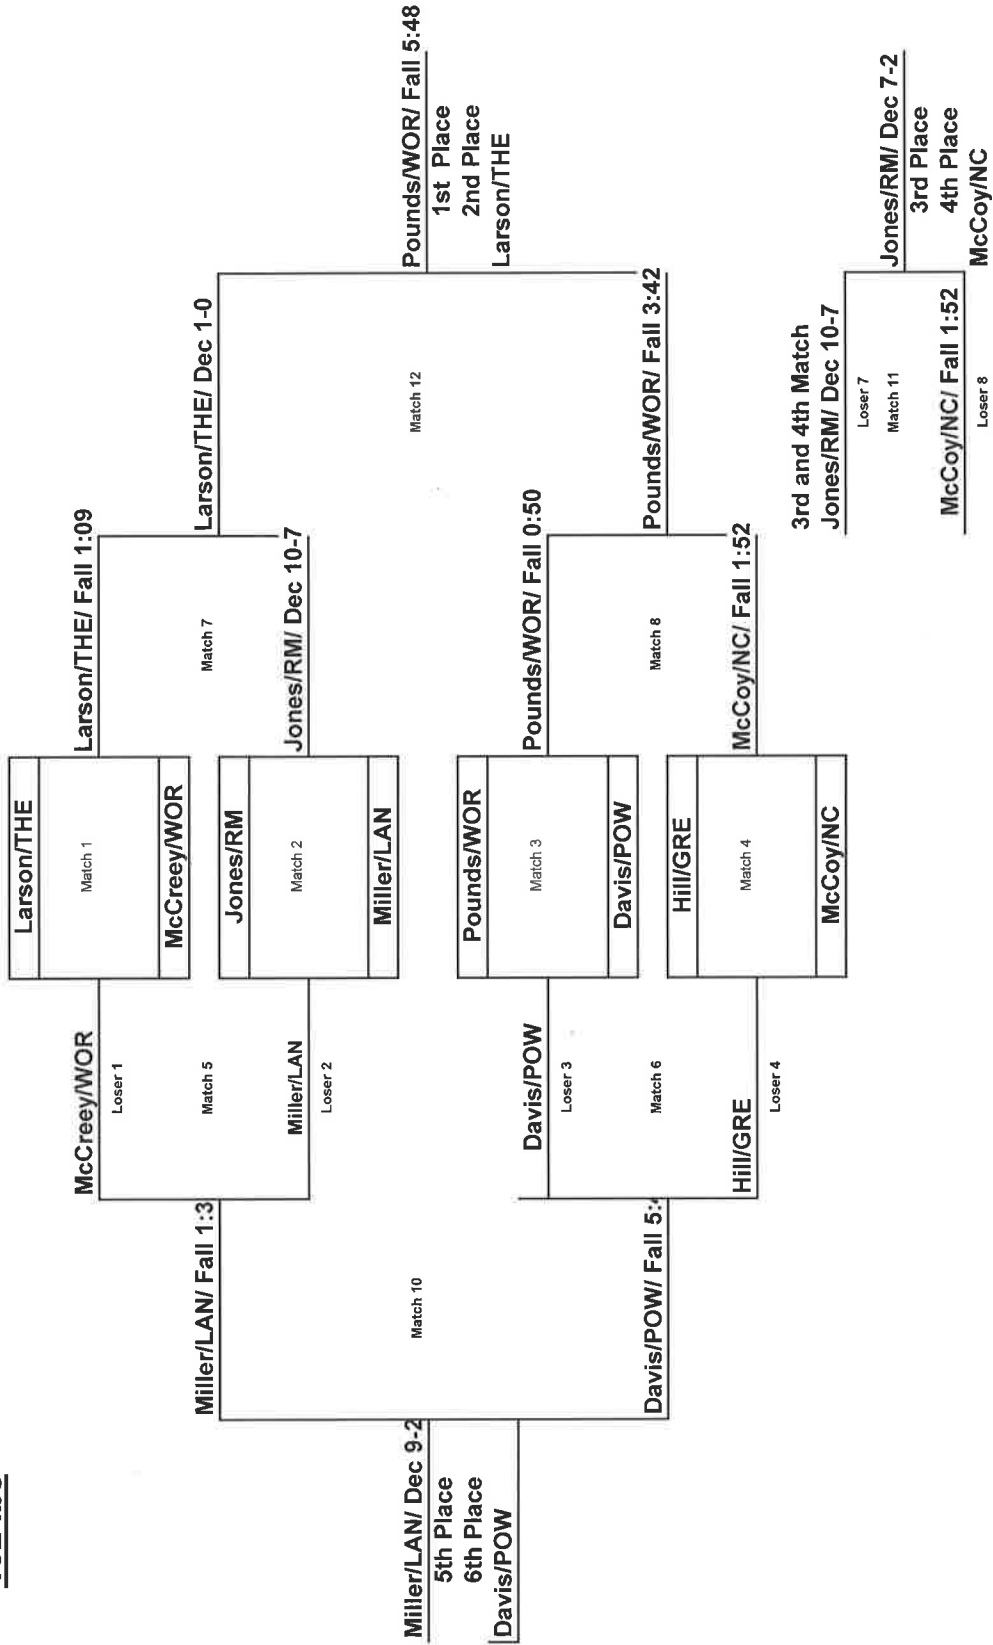 Larson/THE
Match 1
McCreey/WOR
Jones/RM
Match 2
Miller/LAN
Pounds/WOR
Match 3
Davis/POW
Hill/GRE
Match 4
McCoy/NC
Larson/THE/ Fall 1:09
Match 7
Jones/RM/ Dec 10-7
Pounds/WOR/ Fall 0:50
Match 8
McCoy/NC/ Fall 1:52
Larson/THE/ Dec 1-0
Match 12
Pounds/WOR/ Fall 3:42
Pounds/WOR/ Fall 5:48
1st Place
2nd Place
Larson/THE
3rd and 4th Match
Jones/RM/ Dec 10-7
Loser 7
Match 11
McCoy/NC/ Fall 1:52
Loser 8
Jones/RM/ Dec 7-2
3rd Place
4th Place
McCoy/NC
McCreey/WOR
Loser 1
Match 5
Miller/LAN
Loser 2
Davis/POW
Loser 3
Match 6
Hill/GRE
Loser 4
Miller/LAN/ Fall 1:3
Match 10
Davis/POW/ Fall 5:
Miller/LAN/ Dec 9-2
5th Place
6th Place
Davis/POW